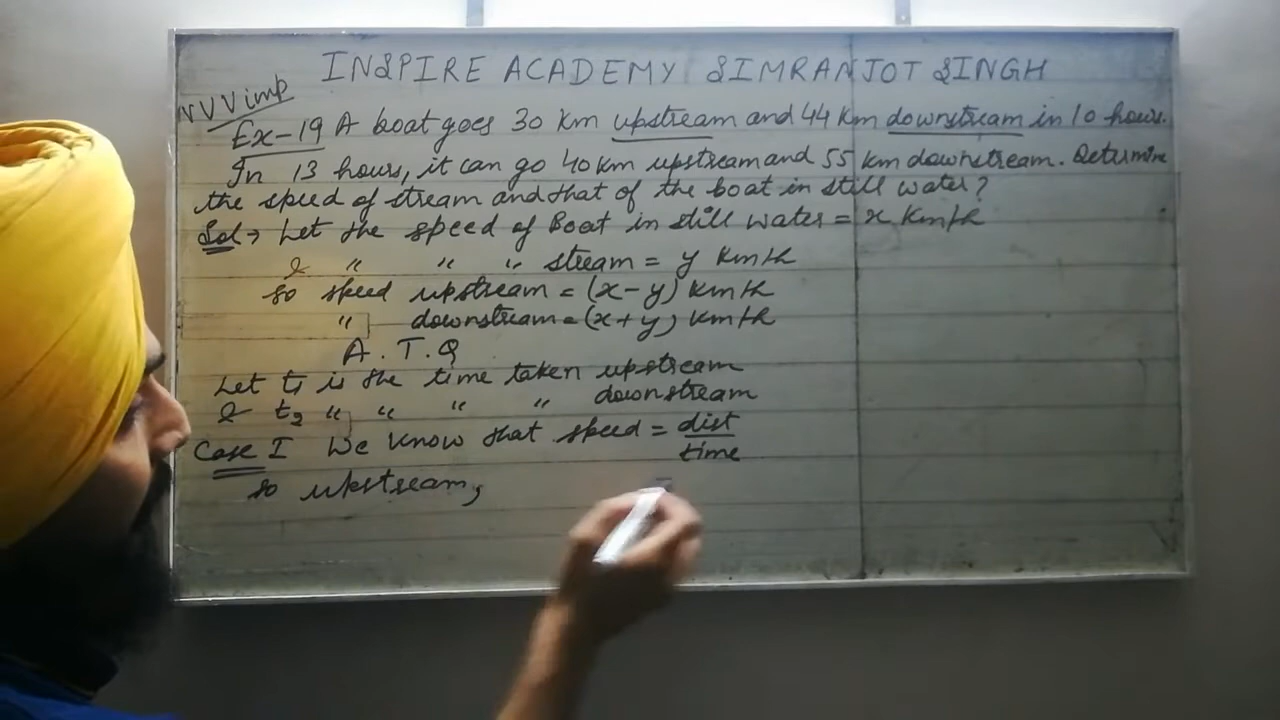 INSPIRE ACADEMY SIMRANJOT SINGH
VVV imp
Ex-19 A boat goes 30 km upstream and 44 km downstream in 10 hours.
In 13 hours, it can go 40 km upstream and 55 km downstream. Determine
the speed of stream and that of the boat in still water?
Sol → Let the speed of Boat in still water = x km/h
& " " " stream = y km/h
so speed upstream = (x-y) km/h
" downstream = (x+y) km/h
A.T.Q
Let t₁ is the time taken upstream
& t₂ " " " " downstream
Case I We know that speed = dist/time
so upstream,